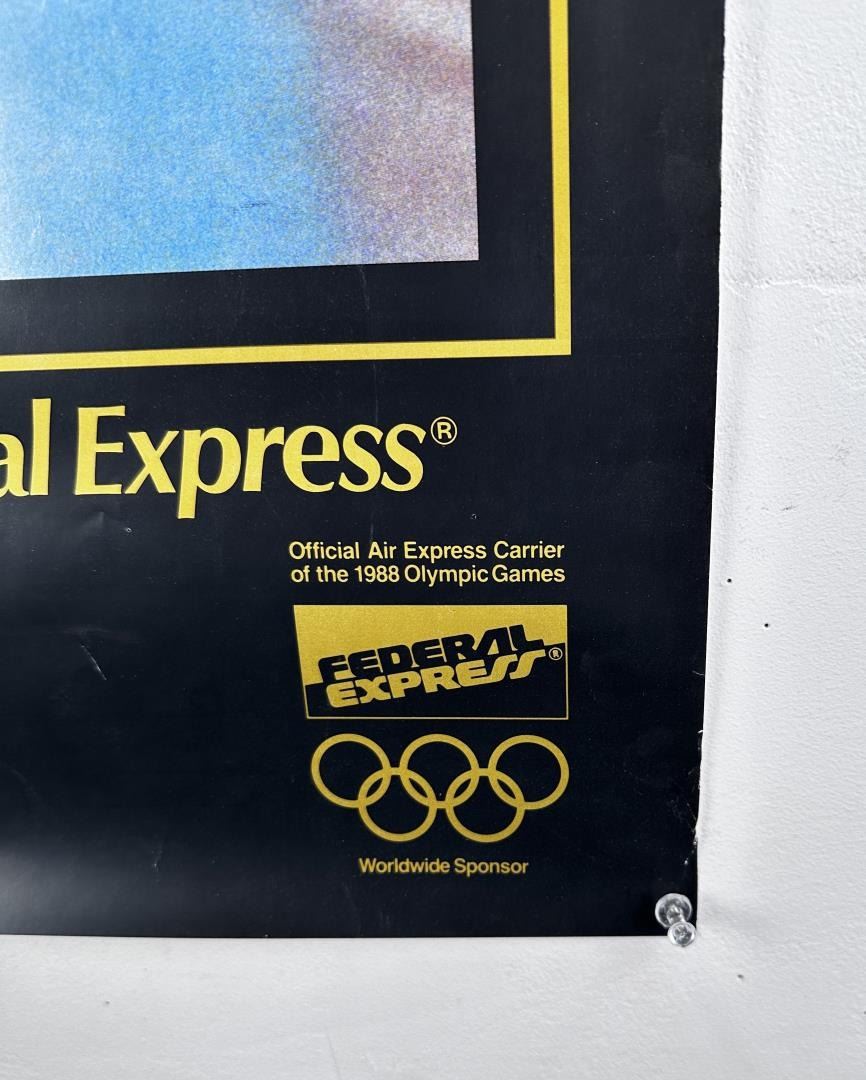 al Express®
Official Air Express Carrier
of the 1988 Olympic Games
FEDERAL
EXPRESS®
Worldwide Sponsor